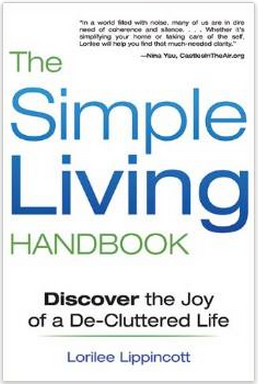 "In a world filled with noise, many of us are in dire
need of coherence and silence. . . . Whether it's
simplifying your home or taking care of the self,
Lorilee will help you find that much-needed clarity."
—Nina Yau, CastlesInTheAir.org
The
Simple
Living
HANDBOOK
Discover the Joy
of a De-Cluttered Life
Lorilee Lippincott